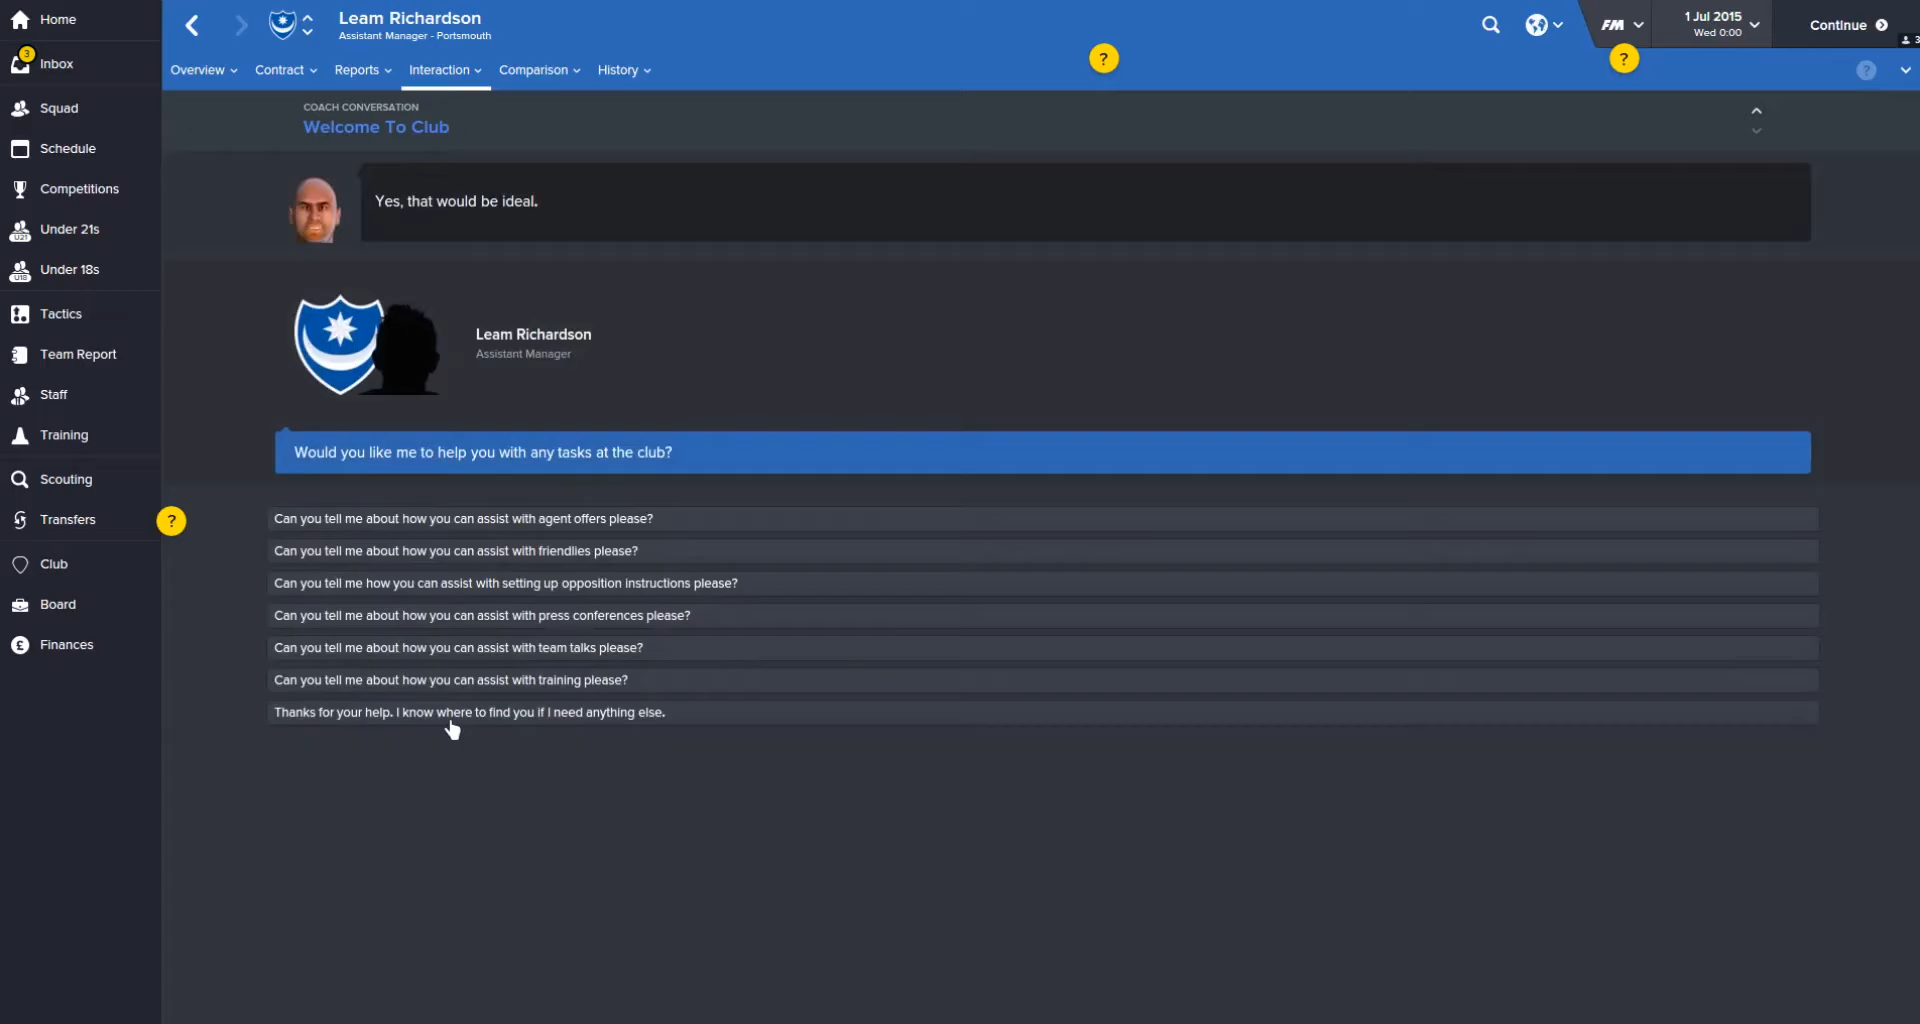 Home
3
Inbox
Squad
Schedule
Competitions
U21
Under 21s
U18
Under 18s
Tactics
Team Report
Staff
Training
Scouting
Transfers
?
Club
Board
£
Finances
Leam Richardson
Assistant Manager - Portsmouth
FM
1 Jul 2015
Wed 0:00
Continue
3
Overview
Contract
Reports
Interaction
Comparison
History
?
?
?
COACH CONVERSATION
Welcome To Club
Yes, that would be ideal.
Leam Richardson
Assistant Manager
Would you like me to help you with any tasks at the club?
Can you tell me about how you can assist with agent offers please?
Can you tell me about how you can assist with friendlies please?
Can you tell me how you can assist with setting up opposition instructions please?
Can you tell me about how you can assist with press conferences please?
Can you tell me about how you can assist with team talks please?
Can you tell me about how you can assist with training please?
Thanks for your help. I know where to find you if I need anything else.